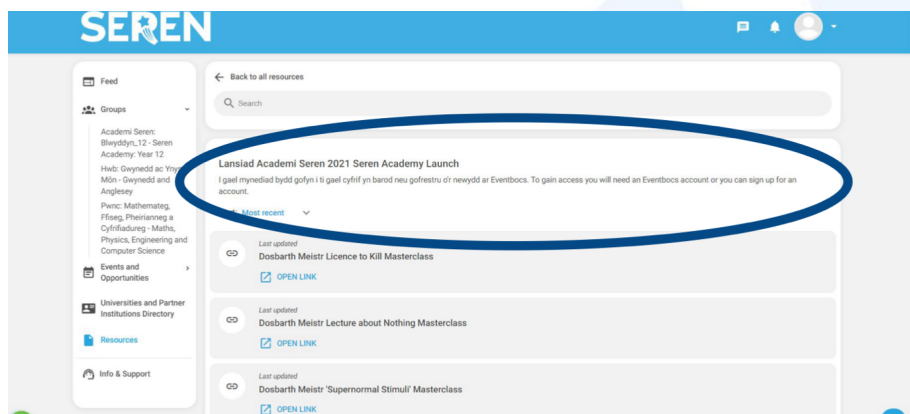 SEREN
Feed
Groups
Academi Seren:
Blwyddyn_12 - Seren
Academy: Year 12
Hwb: Gwynedd ac Ynys
Môn - Gwynedd and
Anglesey
Pwnc: Mathemateg,
Ffiseg, Pheirianneg a
Cyfrifiadureg - Maths,
Physics, Engineering and
Computer Science
Events and
Opportunities
Universities and Partner
Institutions Directory
Resources
Info & Support
Back to all resources
Search
Lansiad Academi Seren 2021 Seren Academy Launch
I gael mynediad bydd gofyn i ti gael cyfrif yn barod neu gofrestru o'r newydd ar Eventbocs. To gain access you will need an Eventbocs account or you can sign up for an
account.
Most recent
Last updated
Dosbarth Meistr Licence to Kill Masterclass
OPEN LINK
Last updated
Dosbarth Meistr Lecture about Nothing Masterclass
OPEN LINK
Last updated
Dosbarth Meistr 'Supernormal Stimuli' Masterclass
OPEN LINK